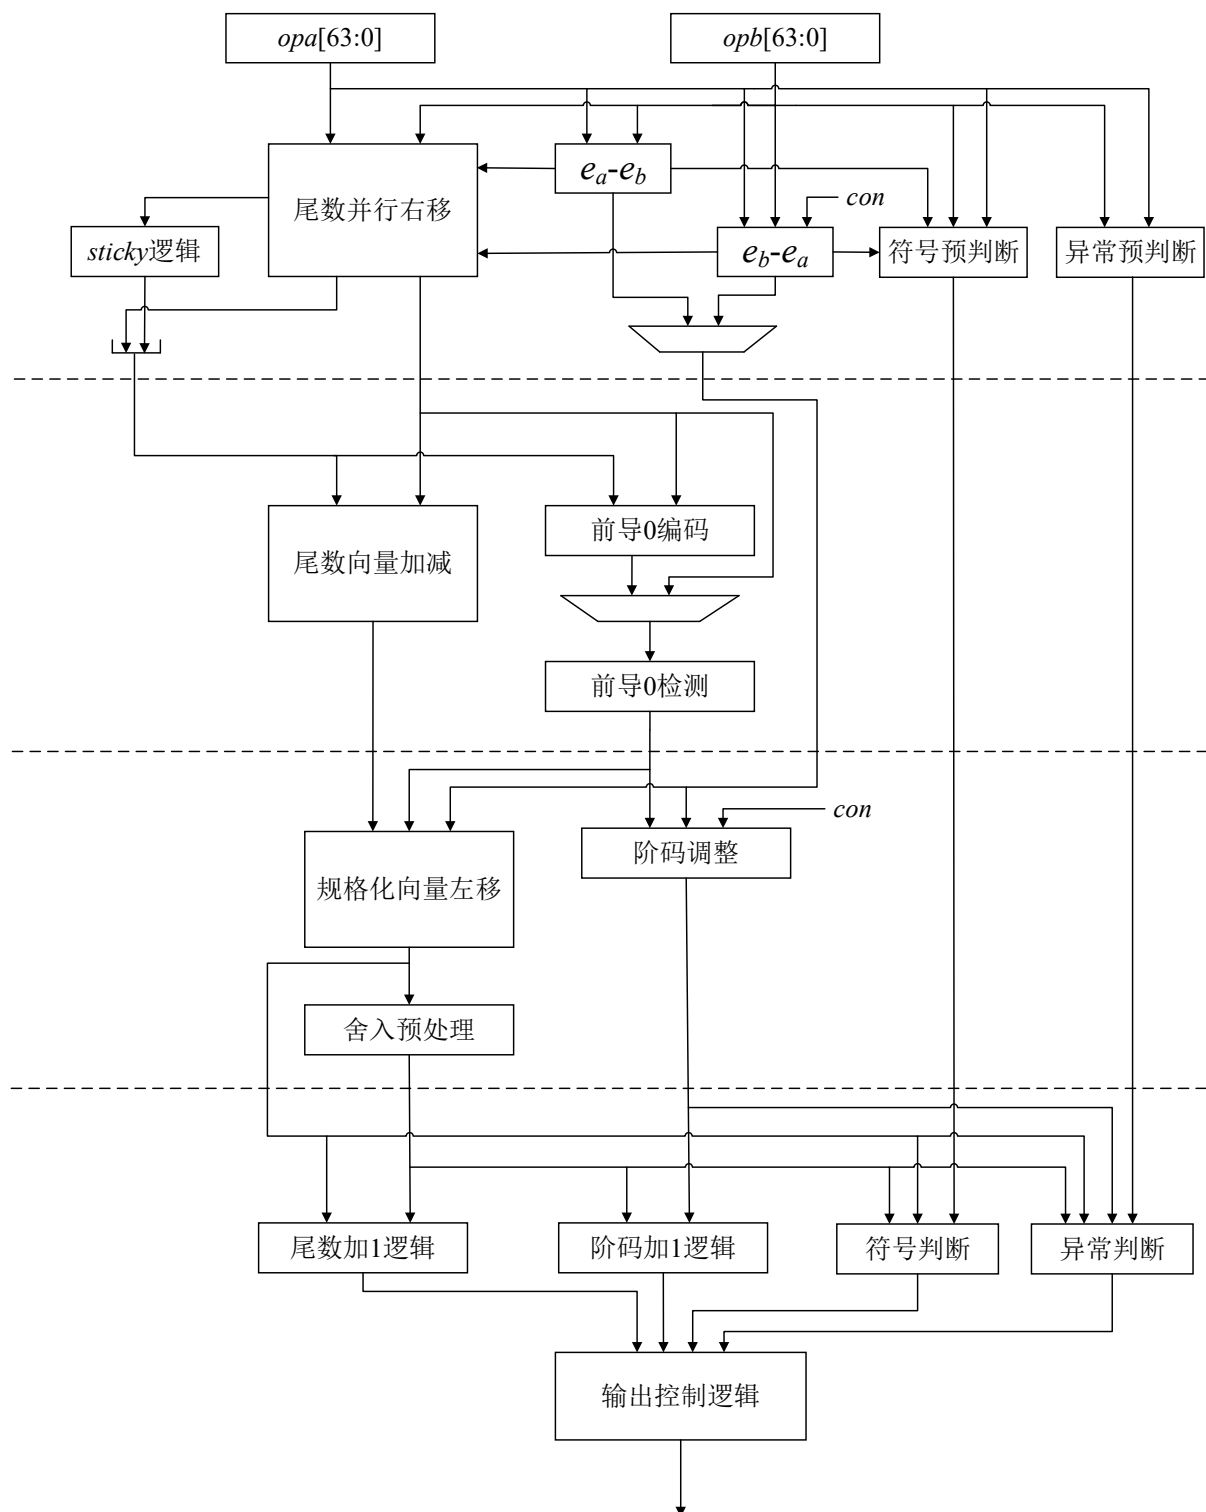 opa[63:0]
opb[63:0]
尾数并行右移
eₐ-e_b
con
sticky逻辑
e_b-eₐ
符号预判断
异常预判断
尾数向量加减
前导0编码
前导0检测
con
规格化向量左移
阶码调整
舍入预处理
尾数加1逻辑
阶码加1逻辑
符号判断
异常判断
输出控制逻辑